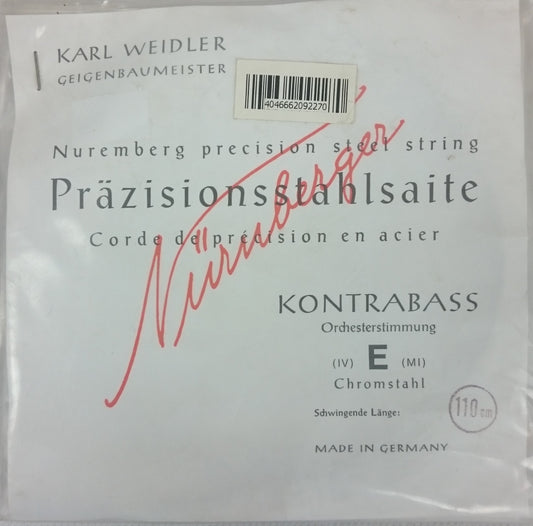 KARL WEIDLER
GEIGENBAUMEISTER
4046662092270
Nuremberg precision steel string
Präzisionsstahlsaite
Corde de précision en acier
Nürnberger
KONTRABASS
Orchesterstimmung
(IV) E (MI)
Chromstahl
Schwingende Länge: 110 cm
MADE IN GERMANY